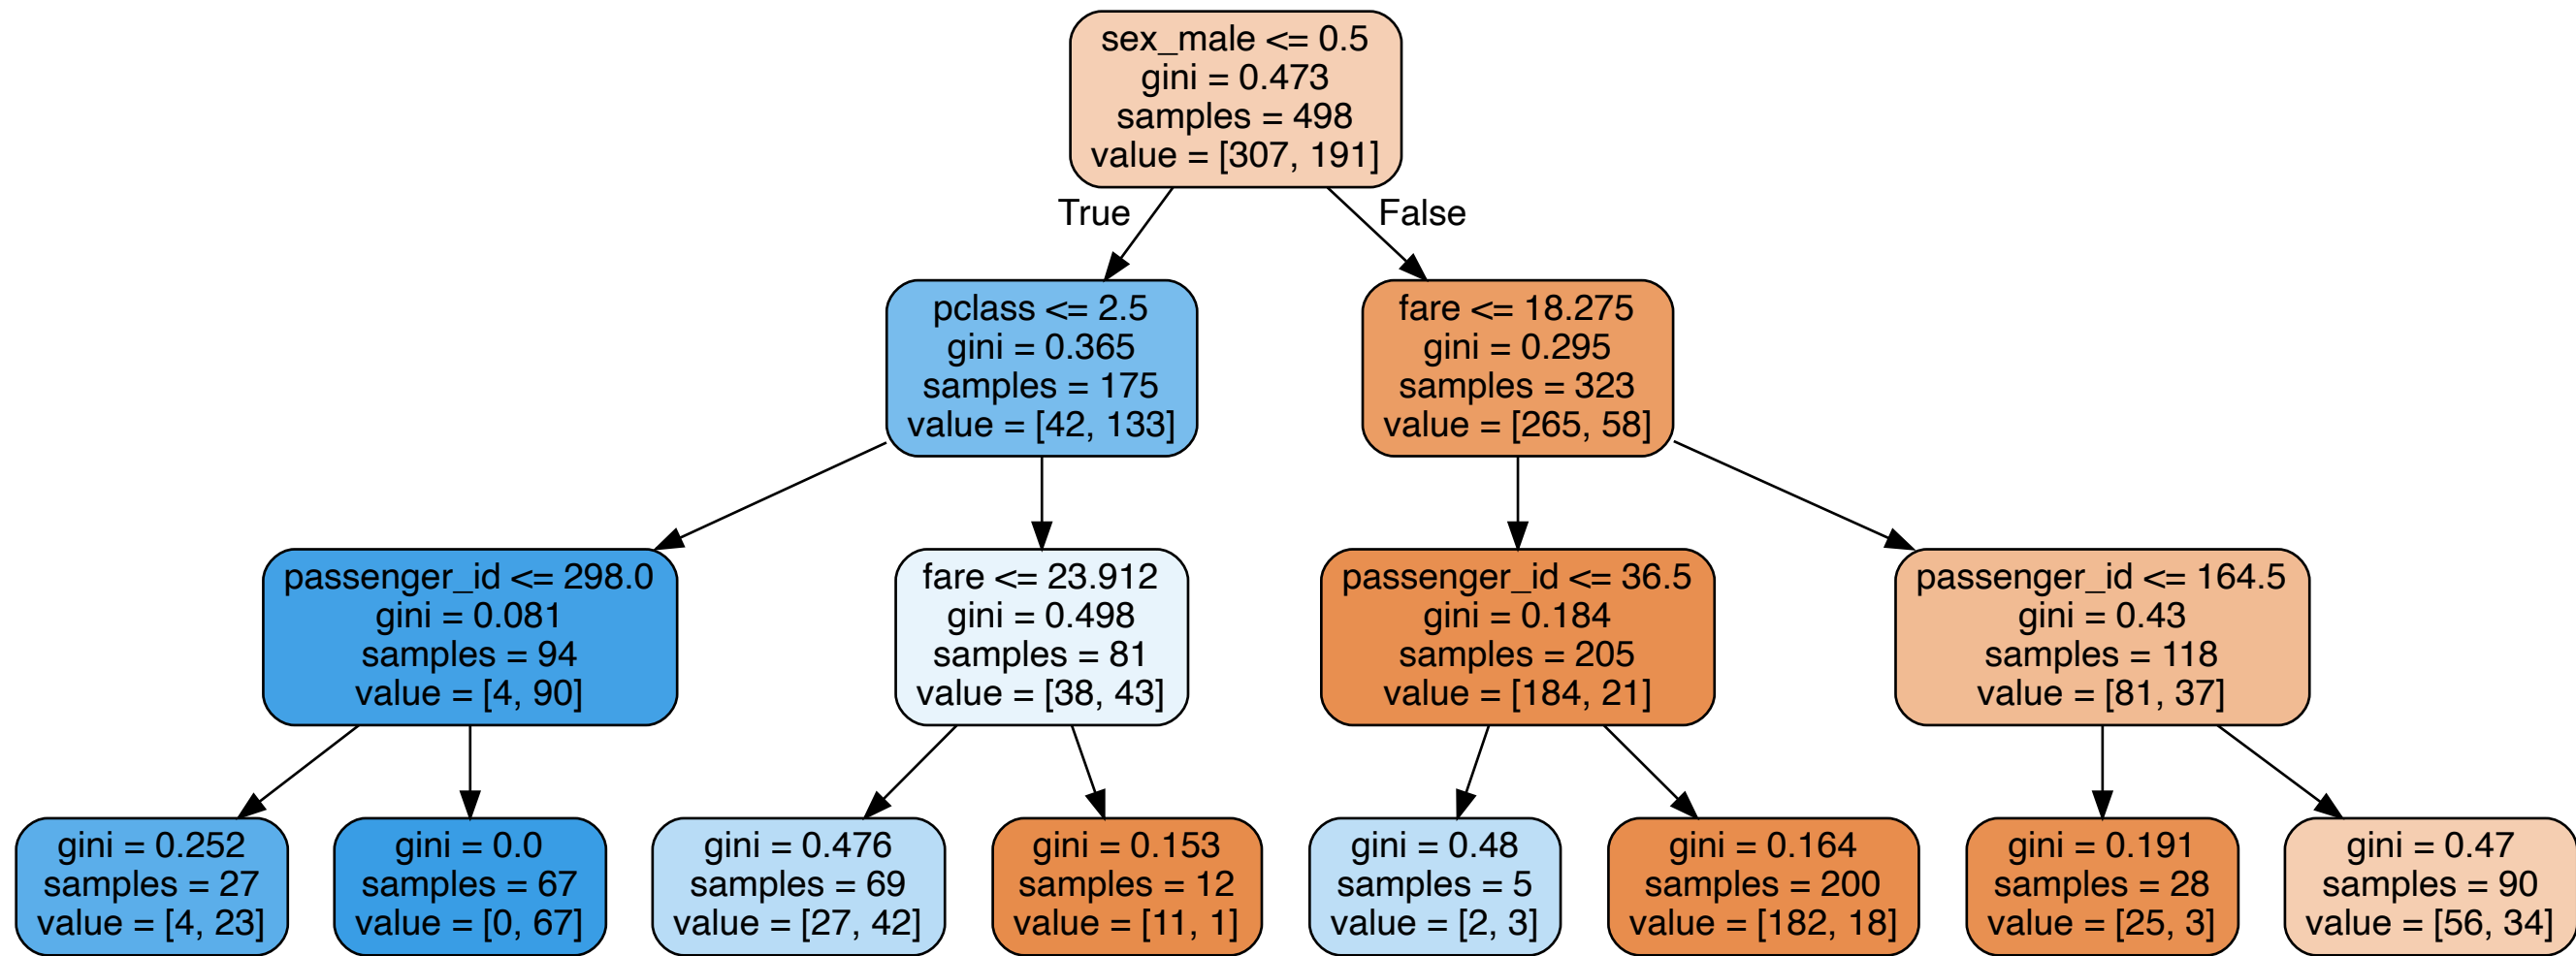 sex_male <= 0.5
gini = 0.473
samples = 498
value = [307, 191]
True
False
pclass <= 2.5
gini = 0.365
samples = 175
value = [42, 133]
fare <= 18.275
gini = 0.295
samples = 323
value = [265, 58]
passenger_id <= 298.0
gini = 0.081
samples = 94
value = [4, 90]
fare <= 23.912
gini = 0.498
samples = 81
value = [38, 43]
passenger_id <= 36.5
gini = 0.184
samples = 205
value = [184, 21]
passenger_id <= 164.5
gini = 0.43
samples = 118
value = [81, 37]
gini = 0.252
samples = 27
value = [4, 23]
gini = 0.0
samples = 67
value = [0, 67]
gini = 0.476
samples = 69
value = [27, 42]
gini = 0.153
samples = 12
value = [11, 1]
gini = 0.48
samples = 5
value = [2, 3]
gini = 0.164
samples = 200
value = [182, 18]
gini = 0.191
samples = 28
value = [25, 3]
gini = 0.47
samples = 90
value = [56, 34]